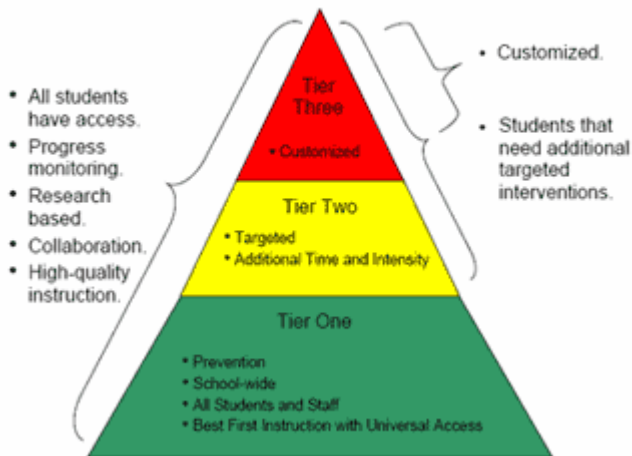 • All students
have access.
• Progress
monitoring.
• Research
based.
• Collaboration.
• High-quality
instruction.
Tier
Three
• Customized
Tier Two
• Targeted
• Additional Time and Intensity
Tier One
• Prevention
• School-wide
• All Students and Staff
• Best First Instruction with Universal Access
• Customized.
• Students that
need additional
targeted
interventions.